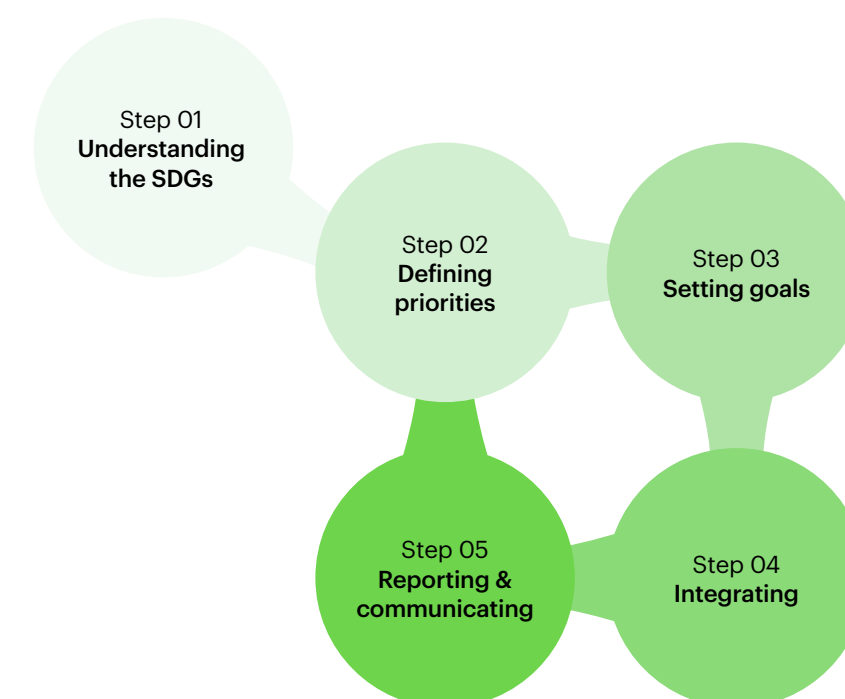 Step 01
Understanding
the SDGs
Step 02
Defining
priorities
Step 03
Setting goals
Step 04
Integrating
Step 05
Reporting &
communicating